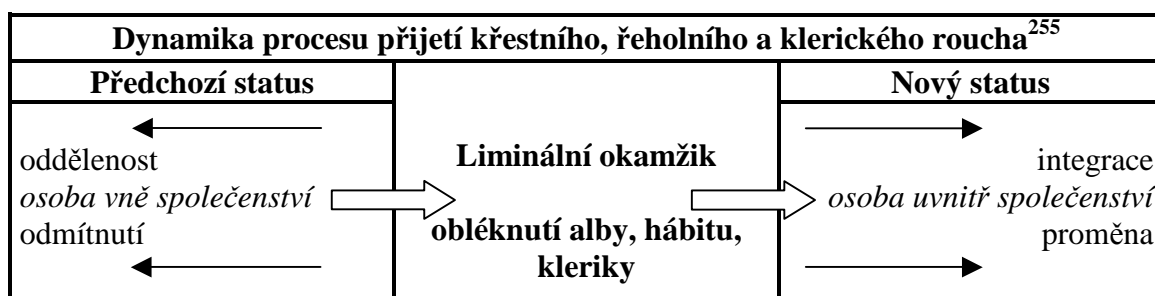 Dynamika procesu přijetí křestního, řeholního a klerického roucha255
Předchozí status
Nový status
oddělenost
osoba vně společenství
odmítnutí
Liminální okamžik
obléknutí alby, hábitu,
kleriky
integrace
osoba uvnitř společenství
proměna